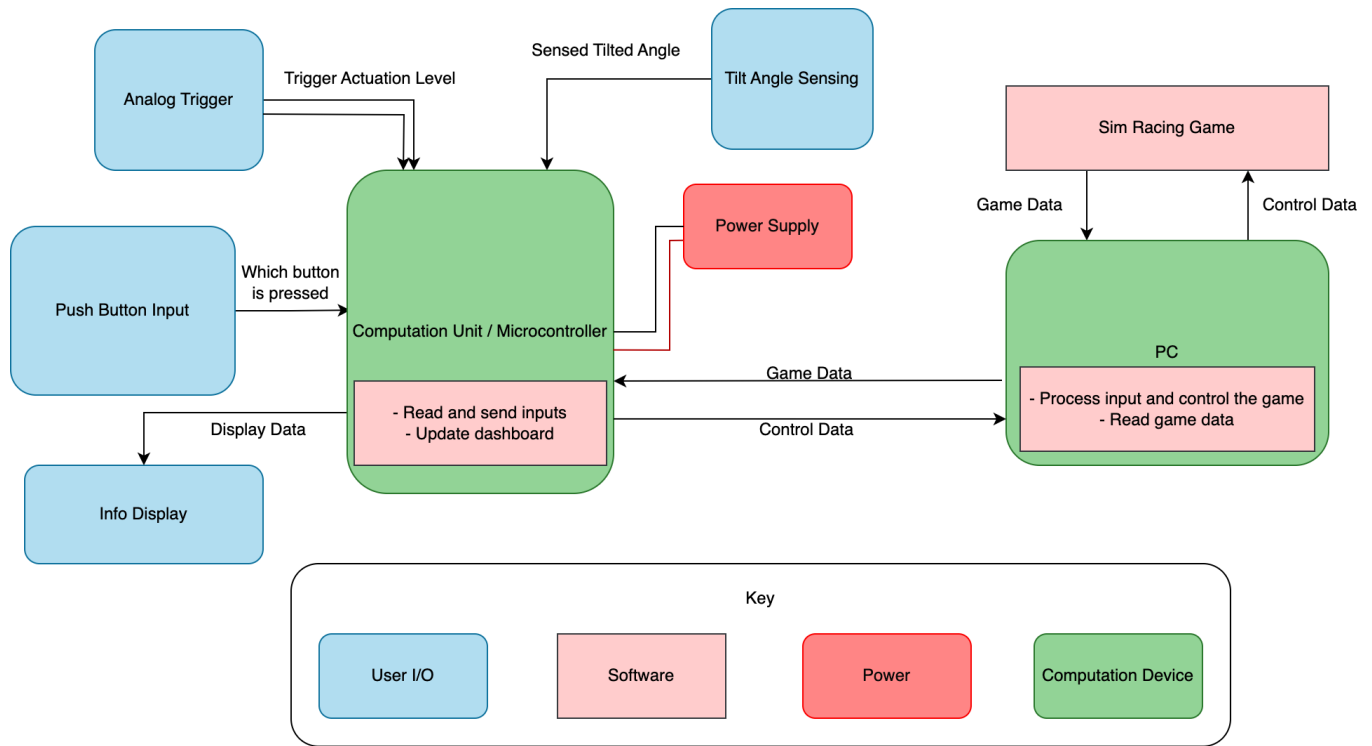 Sensed Tilted Angle
Tilt Angle Sensing
Analog Trigger
Trigger Actuation Level
Sim Racing Game
Game Data
Control Data
Power Supply
Push Button Input
Which button
is pressed
Computation Unit / Microcontroller
PC
Game Data
- Read and send inputs
- Update dashboard
- Process input and control the game
- Read game data
Display Data
Control Data
Info Display
Key
User I/O
Software
Power
Computation Device